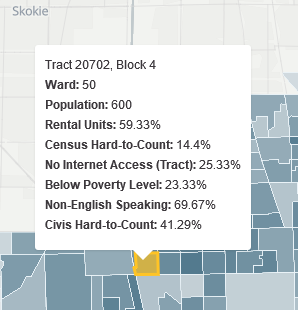 Skokie
Tract 20702, Block 4
Ward: 50
Population: 600
Rental Units: 59.33%
Census Hard-to-Count: 14.4%
No Internet Access (Tract): 25.33%
Below Poverty Level: 23.33%
Non-English Speaking: 69.67%
Civis Hard-to-Count: 41.29%